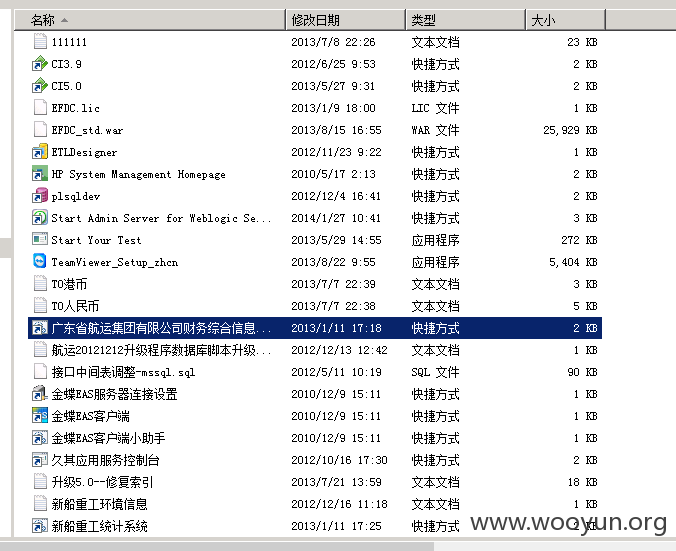 名称 修改日期 类型 大小
111111 2013/7/8 22:26 文本文档 23 KB
CI3.9 2012/6/25 9:53 快捷方式 2 KB
CI5.0 2013/5/27 9:31 快捷方式 2 KB
EFDC.lic 2013/1/9 18:00 LIC 文件 1 KB
EFDC_std.war 2013/8/15 16:55 WAR 文件 25,929 KB
ETLDesigner 2012/11/23 9:22 快捷方式 1 KB
HP System Management Homepage 2010/5/17 2:13 快捷方式 2 KB
plsqldev 2012/12/4 16:41 快捷方式 2 KB
Start Admin Server for Weblogic Se... 2014/1/27 10:41 快捷方式 3 KB
Start Your Test 2013/5/29 14:55 应用程序 272 KB
TeamViewer_Setup_zhcn 2013/8/22 9:55 应用程序 5,404 KB
TO港币 2013/7/7 22:39 文本文档 3 KB
TO人民币 2013/7/7 22:38 文本文档 5 KB
广东省航运集团有限公司财务综合信息... 2013/1/11 17:18 快捷方式 2 KB
航运20121212升级程序数据库脚本升级... 2012/12/13 12:42 文本文档 1 KB
接口中间表调整-mssql.sql 2012/5/11 10:19 SQL 文件 90 KB
金蝶EAS服务器连接设置 2010/12/9 15:11 快捷方式 1 KB
金蝶EAS客户端 2010/12/9 15:11 快捷方式 1 KB
金蝶EAS客户端小助手 2010/12/9 15:11 快捷方式 1 KB
久其应用服务控制台 2012/10/16 17:30 快捷方式 2 KB
升级5.0--修复索引 2013/7/21 13:59 文本文档 18 KB
新船重工环境信息 2012/12/16 11:18 文本文档 1 KB
新船重工统计系统 2013/1/11 17:25 快捷方式 2 KB
www.wooyun.org